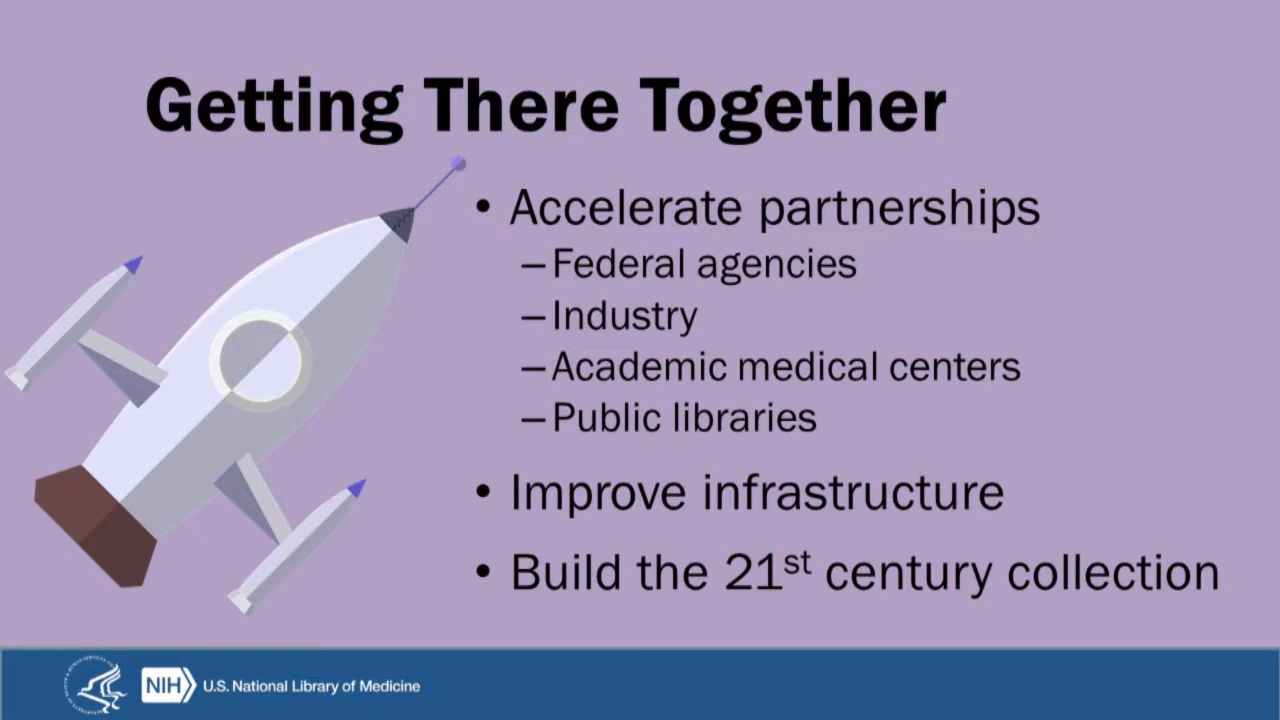 Getting There Together
• Accelerate partnerships
– Federal agencies
– Industry
– Academic medical centers
– Public libraries
• Improve infrastructure
• Build the 21st century collection
NIH U.S. National Library of Medicine